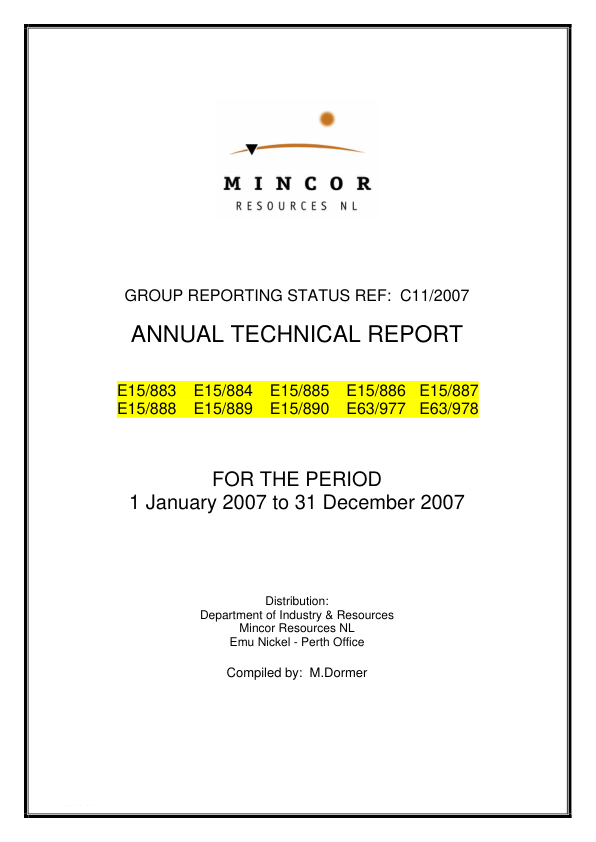 MINCOR
RESOURCES NL
GROUP REPORTING STATUS REF: C11/2007
ANNUAL TECHNICAL REPORT
E15/883 E15/884 E15/885 E15/886 E15/887
E15/888 E15/889 E15/890 E63/977 E63/978
FOR THE PERIOD
1 January 2007 to 31 December 2007
Distribution:
Department of Industry & Resources
Mincor Resources NL
Emu Nickel - Perth Office
Compiled by: M.Dormer